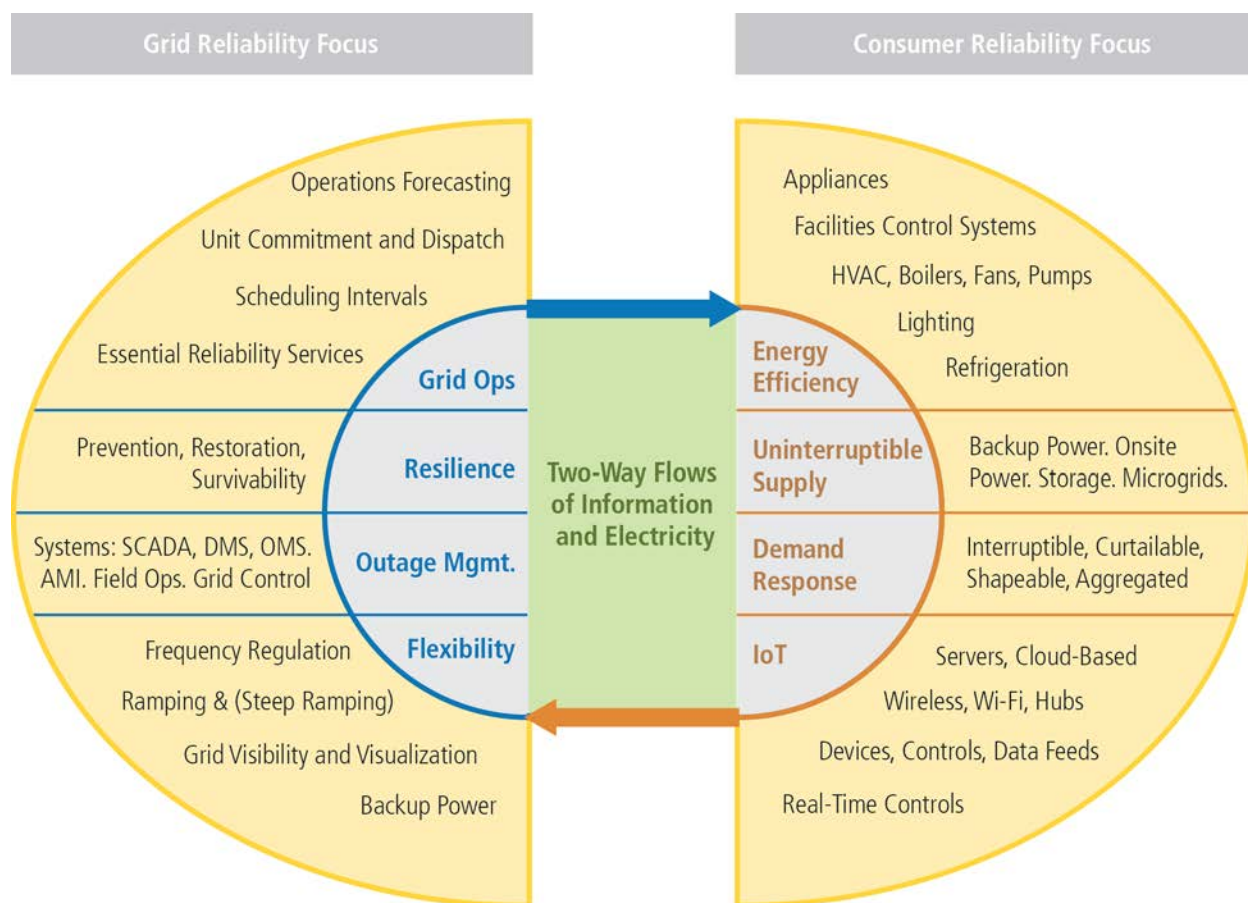 Grid Reliability Focus
Consumer Reliability Focus
Operations Forecasting
Unit Commitment and Dispatch
Scheduling Intervals
Essential Reliability Services
Grid Ops
Prevention, Restoration,
Survivability
Resilience
Systems: SCADA, DMS, OMS.
AMI. Field Ops. Grid Control
Outage Mgmt.
Frequency Regulation
Flexibility
Ramping & (Steep Ramping)
Grid Visibility and Visualization
Backup Power
Two-Way Flows
of Information
and Electricity
Appliances
Facilities Control Systems
HVAC, Boilers, Fans, Pumps
Lighting
Refrigeration
Energy
Efficiency
Uninterruptible
Supply
Backup Power. Onsite
Power. Storage. Microgrids.
Demand
Response
Interruptible, Curtailable,
Shapeable, Aggregated
IoT
Servers, Cloud-Based
Wireless, Wi-Fi, Hubs
Devices, Controls, Data Feeds
Real-Time Controls